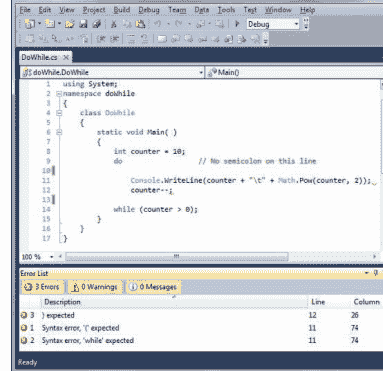 File Edit View Project Build Debug Team Data Tools Test Window Help
Debug
DoWhile.cs
doWhile.DoWhile Main()
1 using System;
2 namespace doWhile
3 {
4 class DoWhile
5 {
6 static void Main( )
7 {
8 int counter = 10;
9 do // No semicolon on this line
10
11 Console.WriteLine(counter + "\t" + Math.Pow(counter, 2));
12 counter--;
13
14 while (counter > 0);
15 }
16 }
17 }
100 %
Error List
3 Errors 0 Warnings 0 Messages
Description Line Column
3 } expected 12 26
1 Syntax error, '(' expected 11 74
2 Syntax error, 'while' expected 11 74
Ready